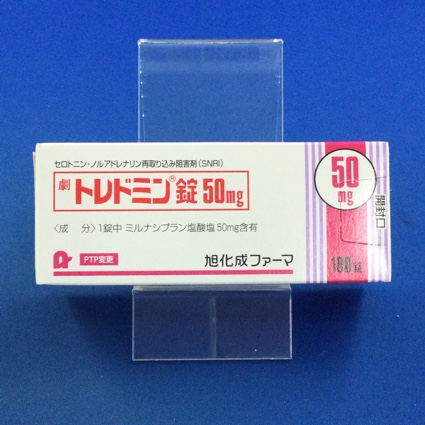 セロトニン・ノルアドレナリン再取り込み阻害剤(SNRI)
劇 トレドミン®錠50mg
〈成 分〉1錠中 ミルナシプラン塩酸塩50mg含有
PTP変更
旭化成ファーマ
50
mg
開封口
100錠